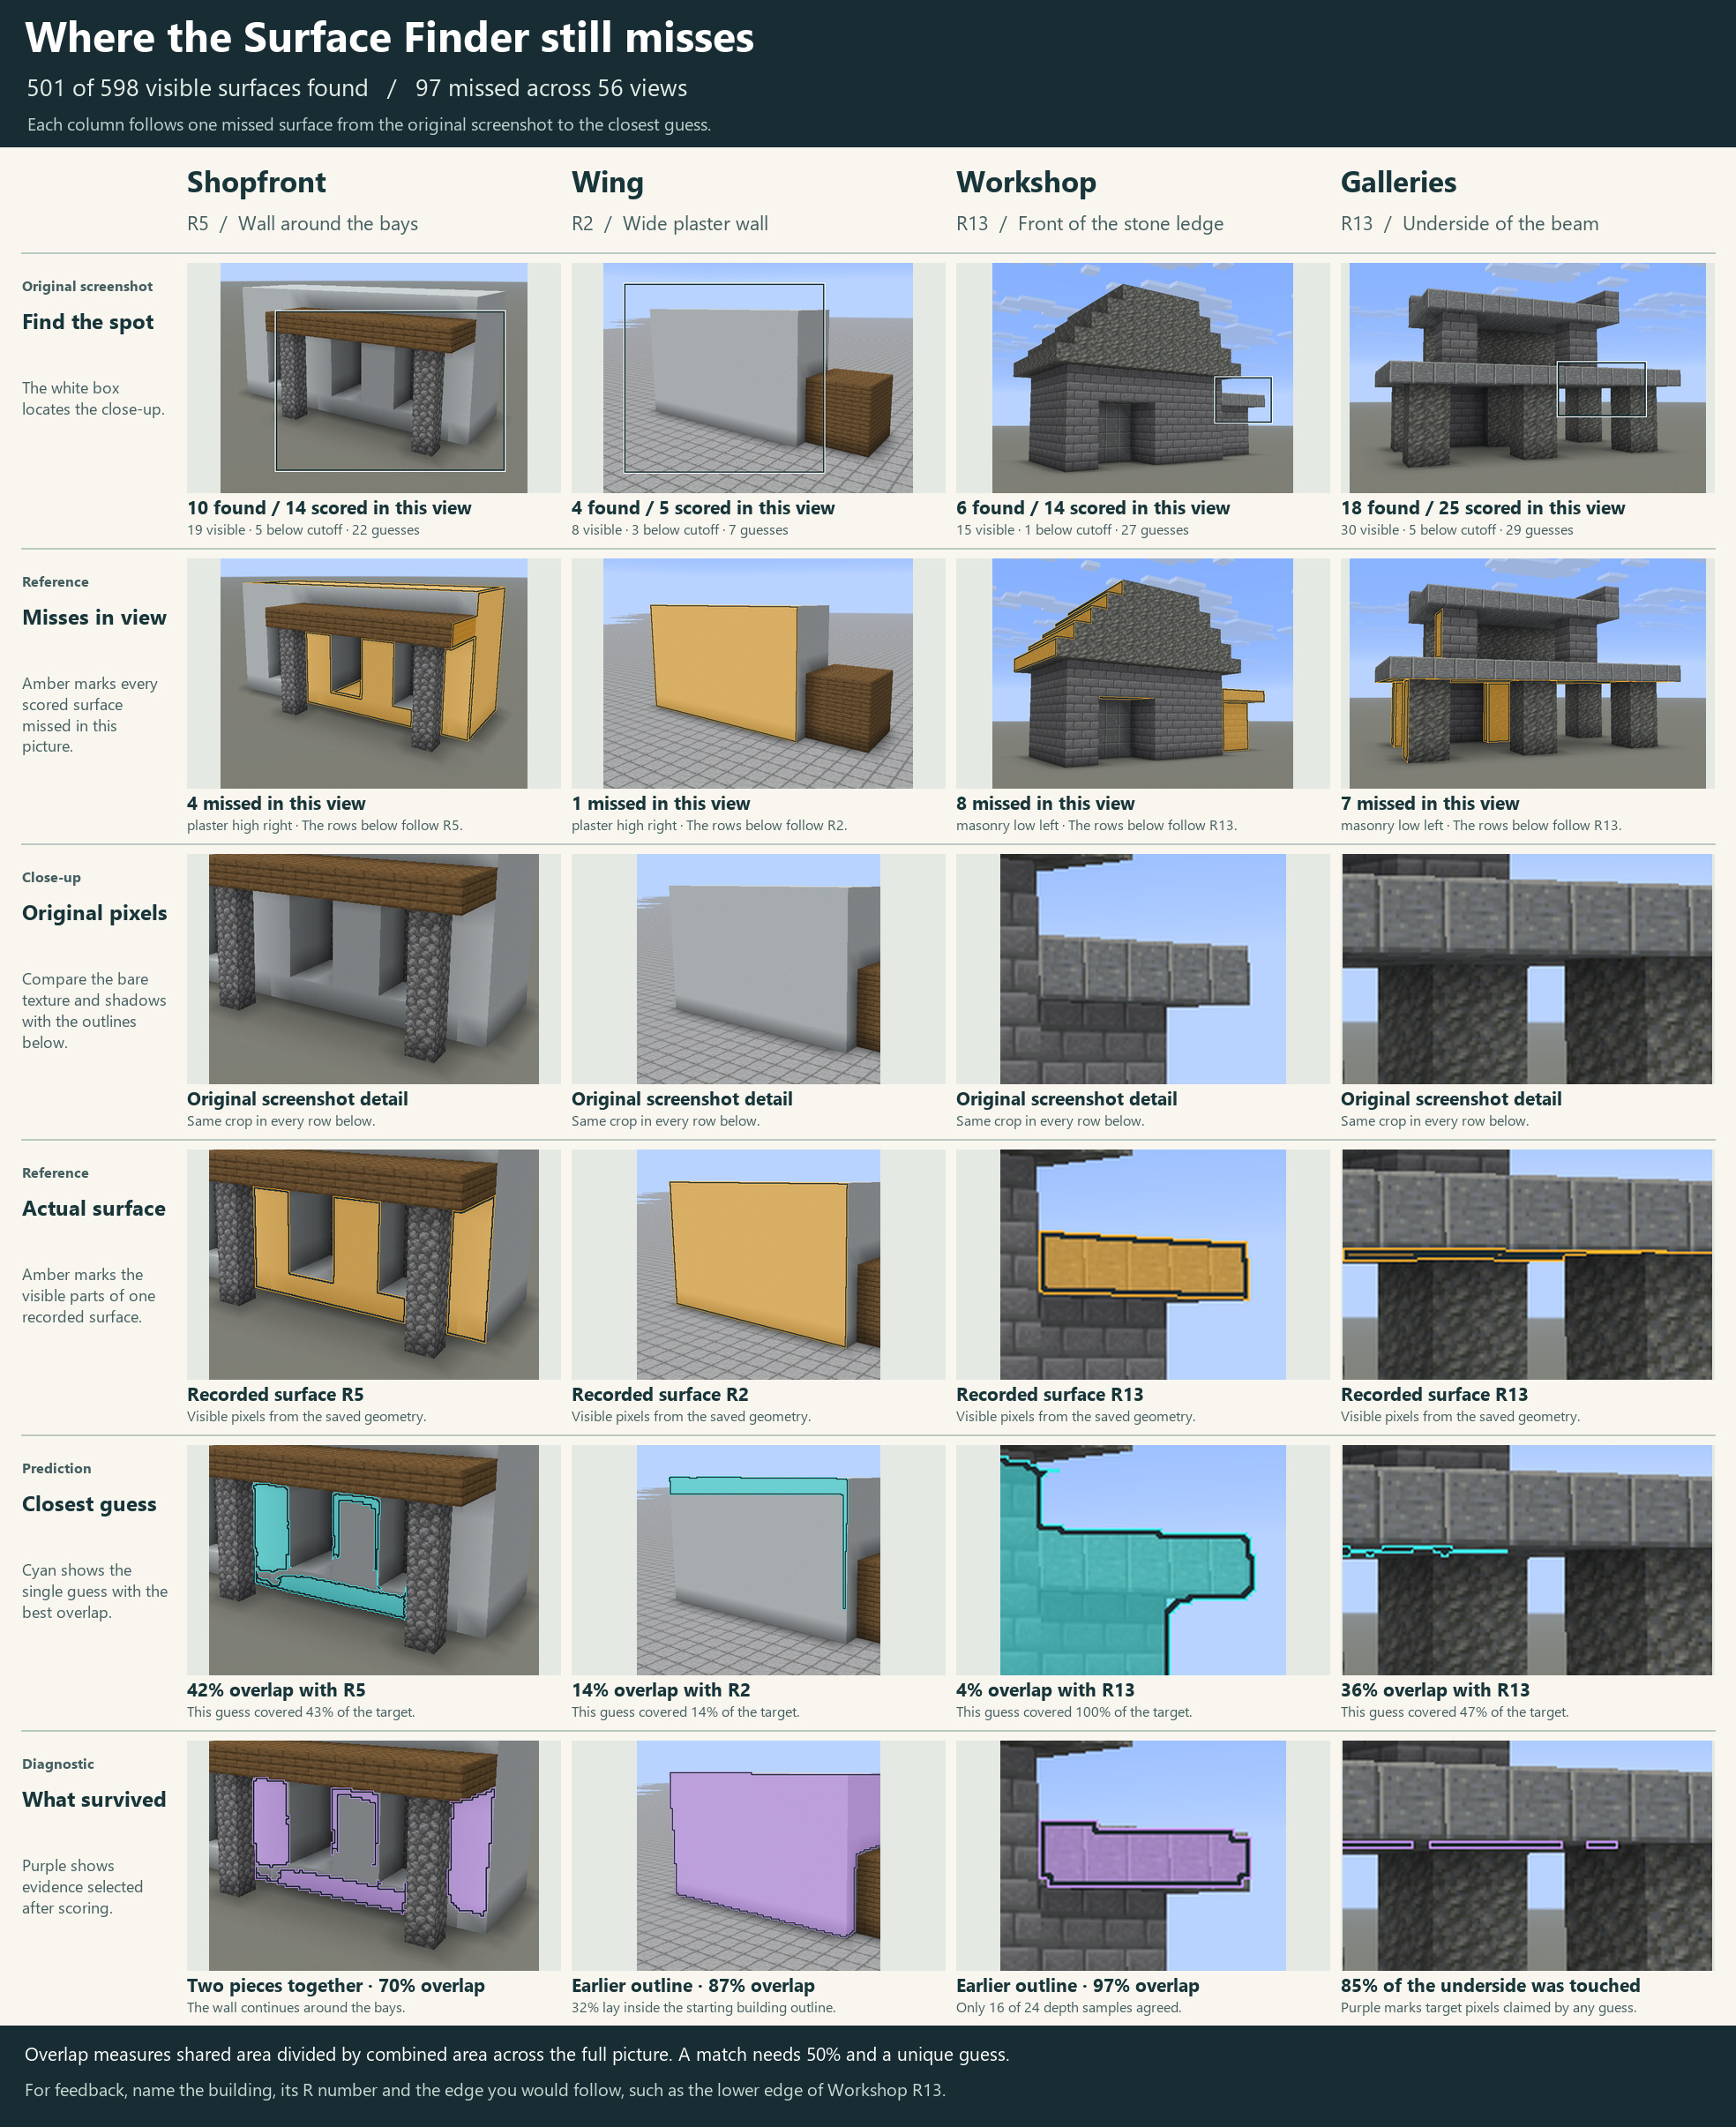 Where the Surface Finder still misses
501 of 598 visible surfaces found / 97 missed across 56 views
Each column follows one missed surface from the original screenshot to the closest guess.
Shopfront
R5 / Wall around the bays
Wing
R2 / Wide plaster wall
Workshop
R13 / Front of the stone ledge
Galleries
R13 / Underside of the beam
Original screenshot
Find the spot
The white box
locates the close-up.
10 found / 14 scored in this view
19 visible · 5 below cutoff · 22 guesses
4 found / 5 scored in this view
8 visible · 3 below cutoff · 7 guesses
6 found / 14 scored in this view
15 visible · 1 below cutoff · 27 guesses
18 found / 25 scored in this view
30 visible · 5 below cutoff · 29 guesses
Reference
Misses in view
Amber marks every
scored surface
missed in this
picture.
4 missed in this view
plaster high right · The rows below follow R5.
1 missed in this view
plaster high right · The rows below follow R2.
8 missed in this view
masonry low left · The rows below follow R13.
7 missed in this view
masonry low left · The rows below follow R13.
Close-up
Original pixels
Compare the bare
texture and shadows
with the outlines
below.
Original screenshot detail
Same crop in every row below.
Original screenshot detail
Same crop in every row below.
Original screenshot detail
Same crop in every row below.
Original screenshot detail
Same crop in every row below.
Reference
Actual surface
Amber marks the
visible parts of one
recorded surface.
Recorded surface R5
Visible pixels from the saved geometry.
Recorded surface R2
Visible pixels from the saved geometry.
Recorded surface R13
Visible pixels from the saved geometry.
Recorded surface R13
Visible pixels from the saved geometry.
Prediction
Closest guess
Cyan shows the
single guess with the
best overlap.
42% overlap with R5
This guess covered 43% of the target.
14% overlap with R2
This guess covered 14% of the target.
4% overlap with R13
This guess covered 100% of the target.
36% overlap with R13
This guess covered 47% of the target.
Diagnostic
What survived
Purple shows
evidence selected
after scoring.
Two pieces together · 70% overlap
The wall continues around the bays.
Earlier outline · 87% overlap
32% lay inside the starting building outline.
Earlier outline · 97% overlap
Only 16 of 24 depth samples agreed.
85% of the underside was touched
Purple marks target pixels claimed by any guess.
Overlap measures shared area divided by combined area across the full picture. A match needs 50% and a unique guess.
For feedback, name the building, its R number and the edge you would follow, such as the lower edge of Workshop R13.